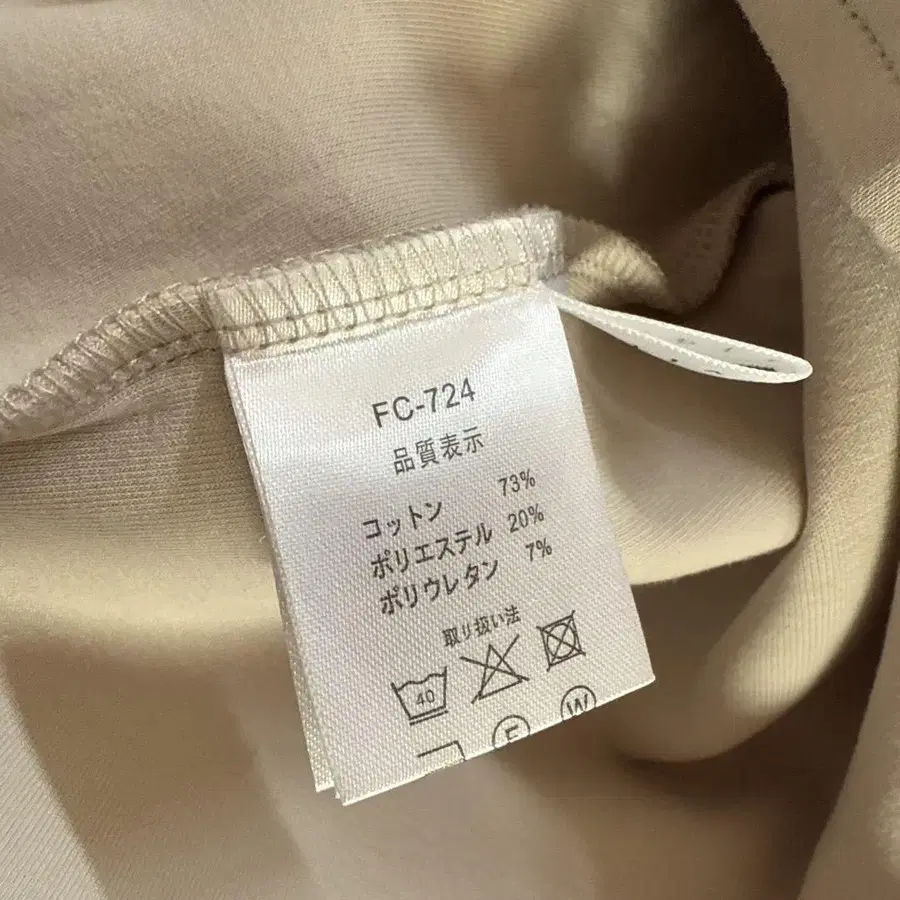 FC-724
品質表示
コットン 73%
ポリエステル 20%
ポリウレタン 7%
取り扱い法
40
F W